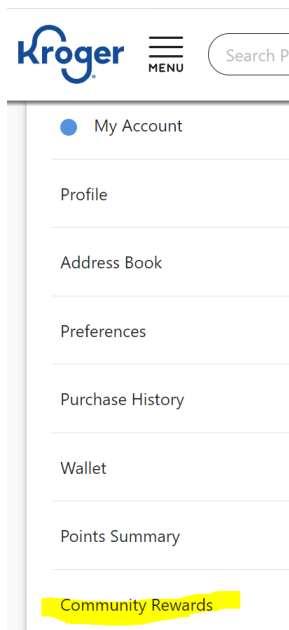 Kroger
MENU
Search P
My Account
Profile
Address Book
Preferences
Purchase History
Wallet
Points Summary
Community Rewards